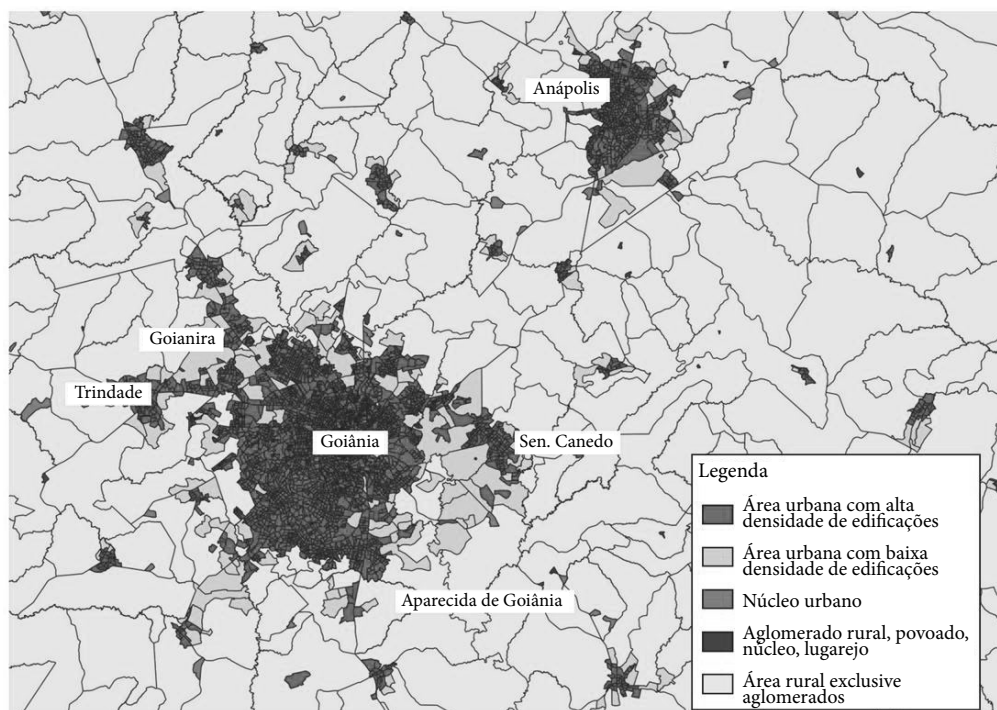 Anápolis
Goianira
Trindade
Goiânia
Sen. Canedo
Aparecida de Goiânia
Legenda
Área urbana com alta
densidade de edificações
Área urbana com baixa
densidade de edificações
Núcleo urbano
Aglomerado rural, povoado,
núcleo, lugarejo
Área rural exclusive
aglomerados